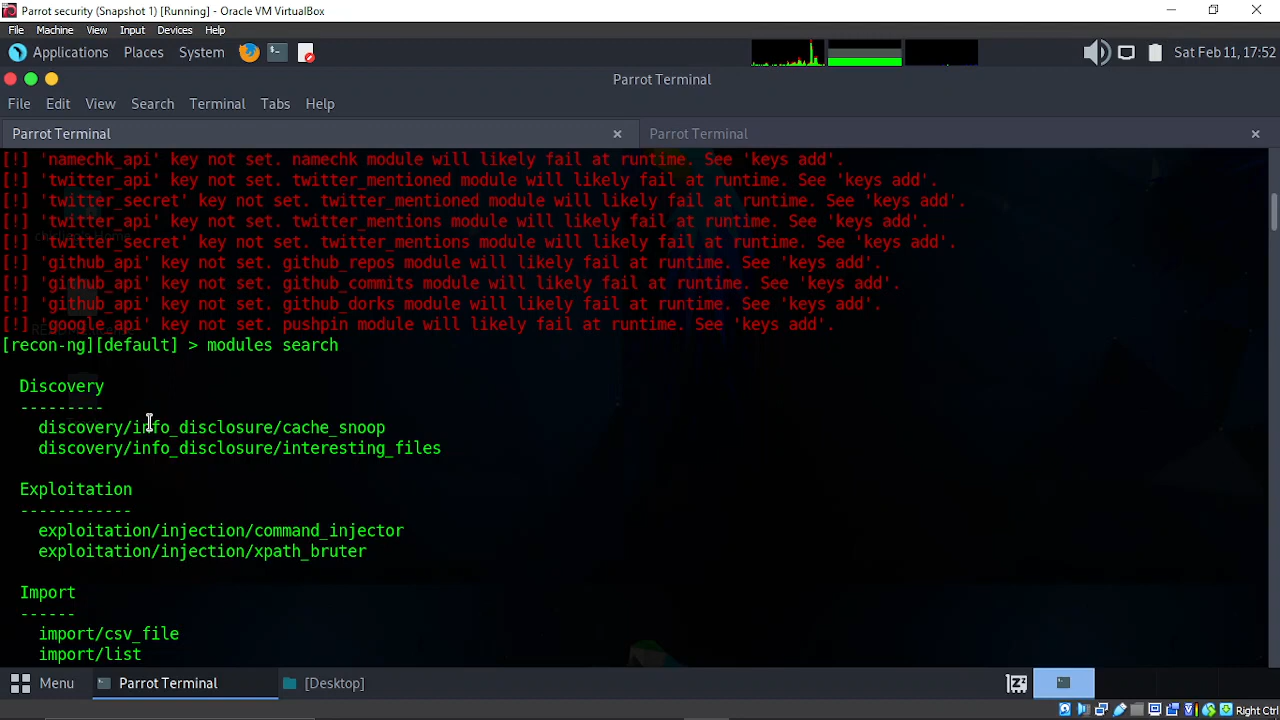 Parrot security (Snapshot 1) [Running] - Oracle VM VirtualBox
File Machine View Input Devices Help
Applications Places System Sat Feb 11, 17:52
Parrot Terminal
File Edit View Search Terminal Tabs Help
Parrot Terminal × Parrot Terminal ×
[!] 'namechk_api' key not set. namechk module will likely fail at runtime. See 'keys add'.
[!] 'twitter_api' key not set. twitter_mentioned module will likely fail at runtime. See 'keys add'.
[!] 'twitter_secret' key not set. twitter_mentioned module will likely fail at runtime. See 'keys add'.
[!] 'twitter_api' key not set. twitter_mentions module will likely fail at runtime. See 'keys add'.
[!] 'twitter_secret' key not set. twitter_mentions module will likely fail at runtime. See 'keys add'.
[!] 'github_api' key not set. github_repos module will likely fail at runtime. See 'keys add'.
[!] 'github_api' key not set. github_commits module will likely fail at runtime. See 'keys add'.
[!] 'github_api' key not set. github_dorks module will likely fail at runtime. See 'keys add'.
[!] 'google_api' key not set. pushpin module will likely fail at runtime. See 'keys add'.
[recon-ng][default] > modules search
Discovery
---------
discovery/info_disclosure/cache_snoop
discovery/info_disclosure/interesting_files
Exploitation
------------
exploitation/injection/command_injector
exploitation/injection/xpath_bruter
Import
------
import/csv_file
import/list
Menu Parrot Terminal [Desktop]
Right Ctrl